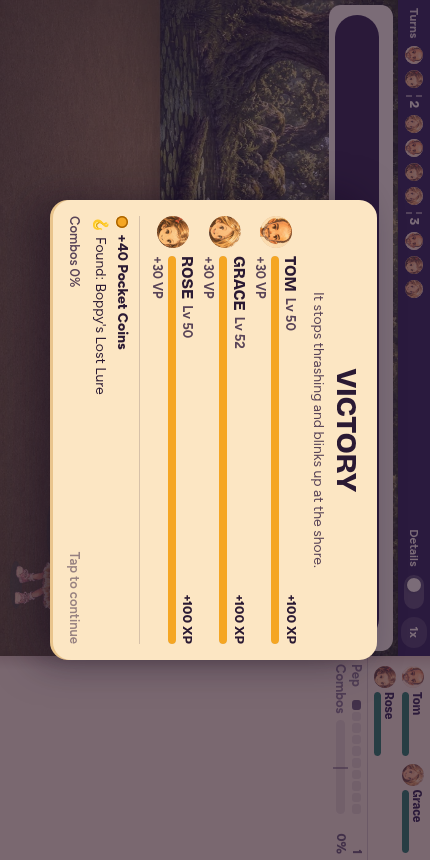 Turns
2
3
Details
1x
VICTORY
It stops thrashing and blinks up at the shore.
TOM Lv 50
+100 XP
+30 VP
GRACE Lv 52
+100 XP
+30 VP
ROSE Lv 50
+100 XP
+30 VP
+40 Pocket Coins
Found: Boppy's Lost Lure
Combos 0%
Tap to continue
Tom
Grace
Rose
Pep
1
Combos
0%